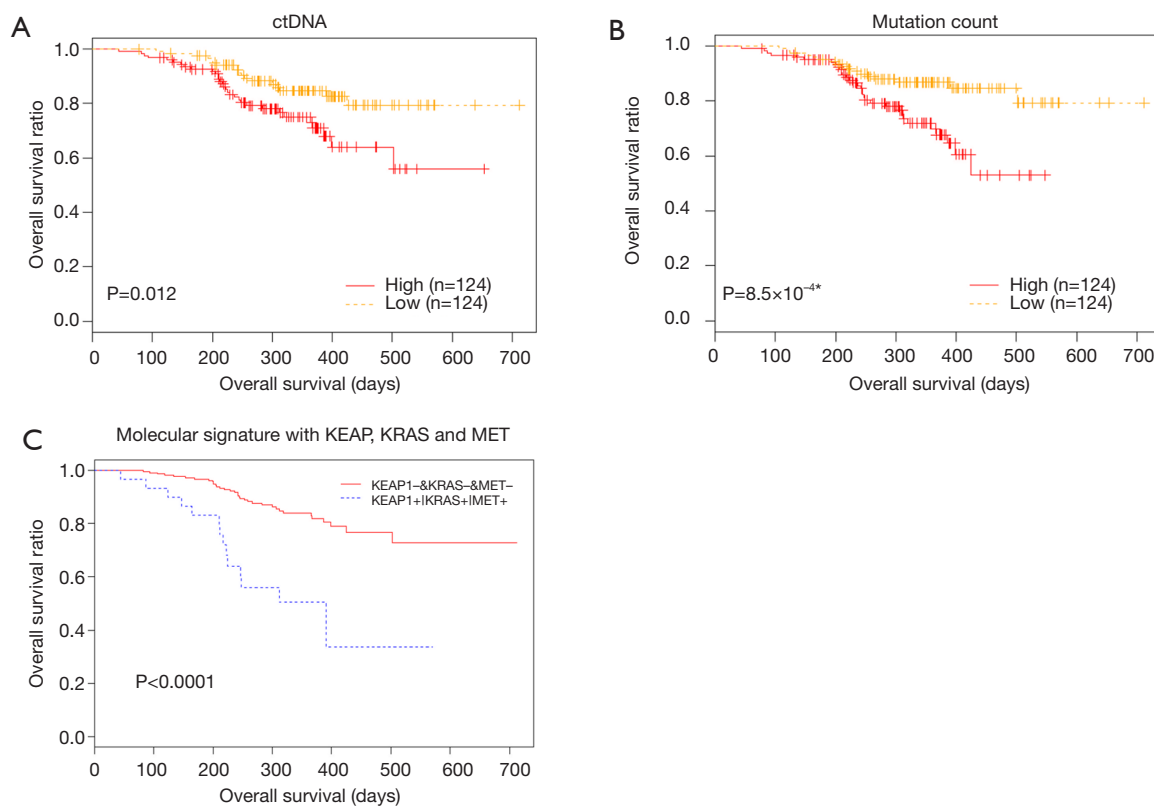 A
ctDNA
1.0
0.8
0.6
0.4
0.2
0.0
Overall survival ratio
P=0.012
High (n=124)
Low (n=124)
0 100 200 300 400 500 600 700
Overall survival (days)
B
Mutation count
1.0
0.8
0.6
0.4
0.2
0.0
Overall survival ratio
P=8.5×10⁻⁴*
High (n=124)
Low (n=124)
0 100 200 300 400 500 600 700
Overall survival (days)
C
Molecular signature with KEAP, KRAS and MET
1.0
0.8
0.6
0.4
0.2
0.0
Overall survival ratio
KEAP1–&KRAS–&MET–
KEAP1+IKRAS+IMET+
P<0.0001
0 100 200 300 400 500 600 700
Overall survival (days)